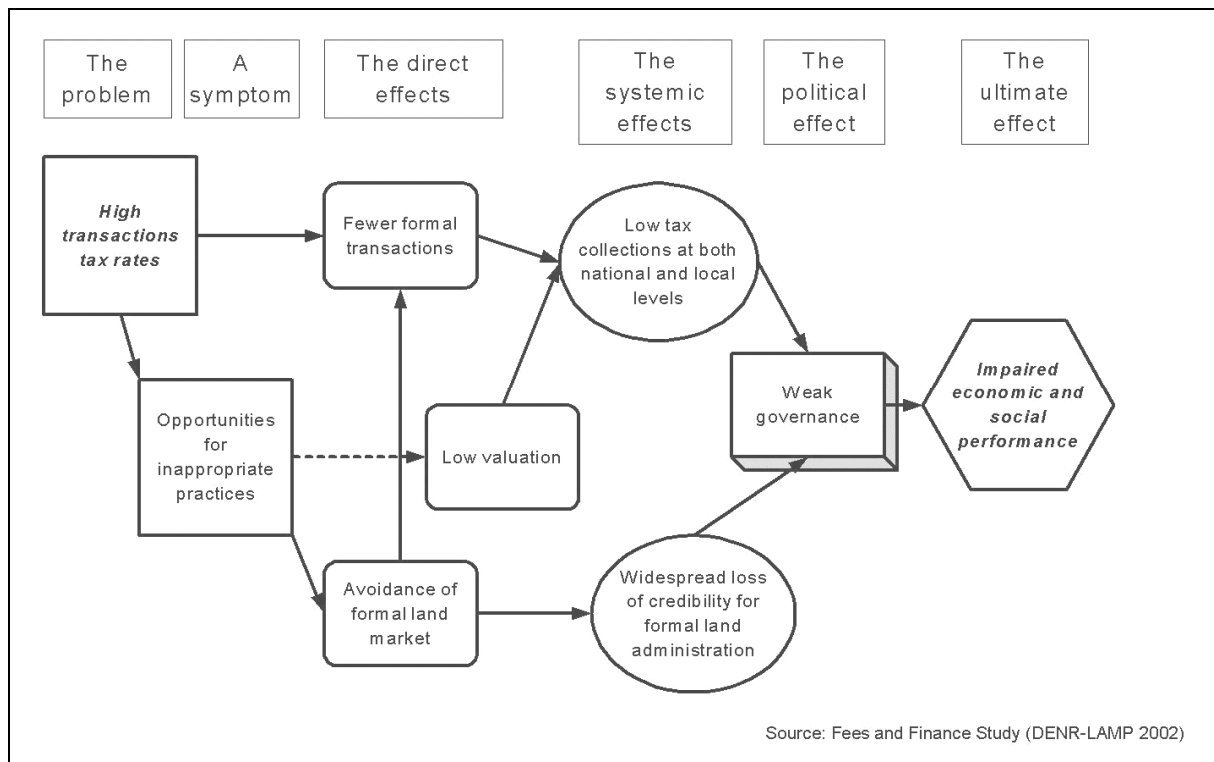 The
problem
A
symptom
The direct
effects
The
systemic
effects
The
political
effect
The
ultimate
effect
High
transactions
tax rates
Fewer formal
transactions
Low tax
collections at both
national and local
levels
Opportunities
for
inappropriate
practices
Low valuation
Weak
governance
Impaired
economic and
social
performance
Avoidance of
formal land
market
Widespread loss
of credibility for
formal land
administration
Source: Fees and Finance Study (DENR-LAMP 2002)